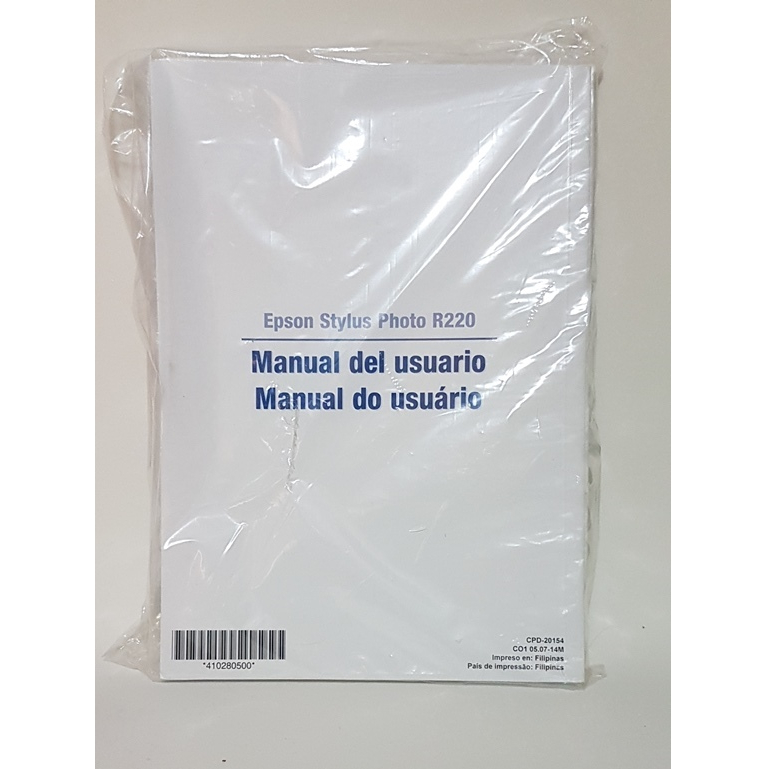 Epson Stylus Photo R220
Manual del usuario
Manual do usuário
*410280500*
CPD-20154
CO1 05.07-14M
Impreso en: Filipinas
País de impressão: Filipinas